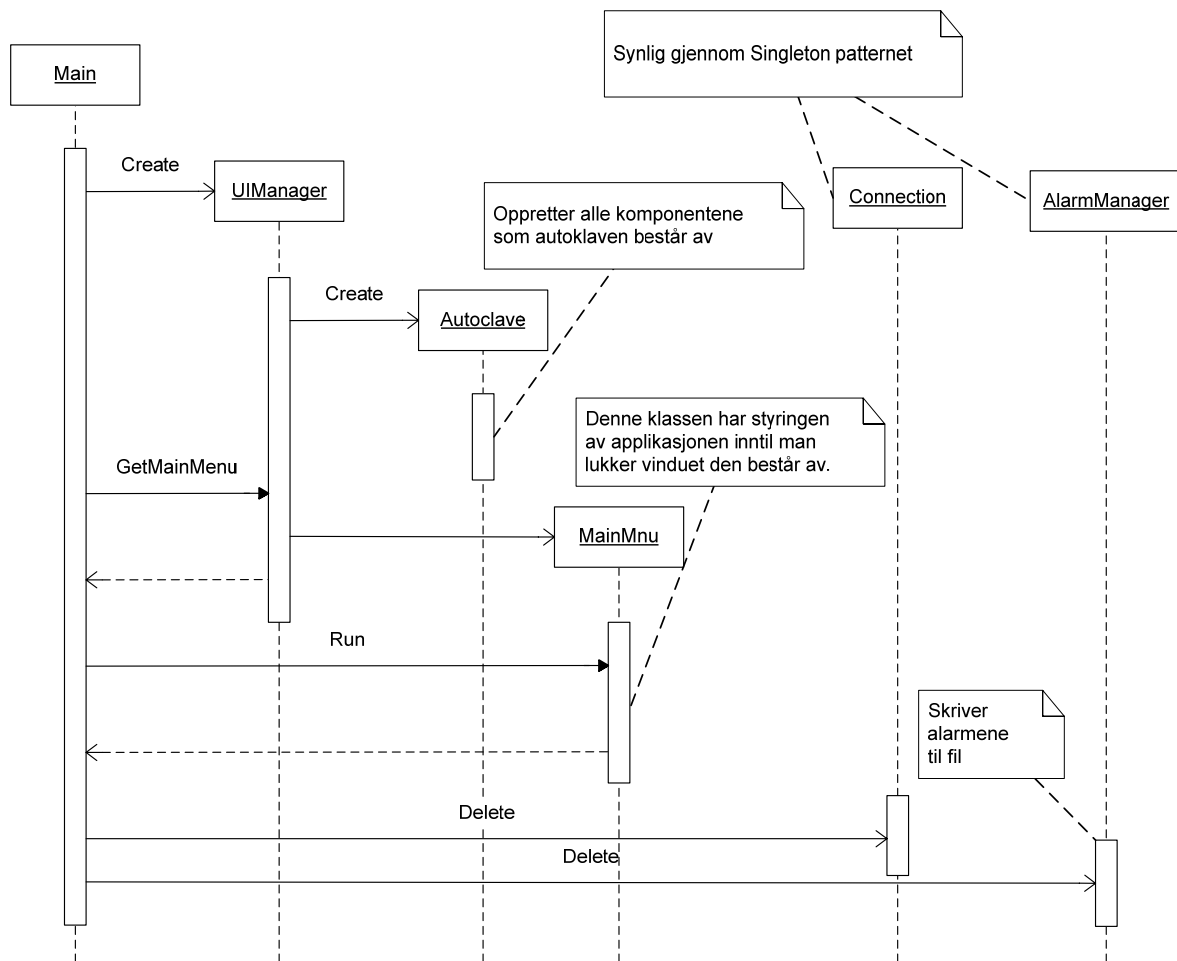 Synlig gjennom Singleton patternet
Main
Create
UIManager
Connection
AlarmManager
Oppretter alle komponentene
som autoklaven består av
Create
Autoclave
Denne klassen har styringen
av applikasjonen inntil man
lukker vinduet den består av.
GetMainMenu
MainMnu
Run
Skriver
alarmene
til fil
Delete
Delete